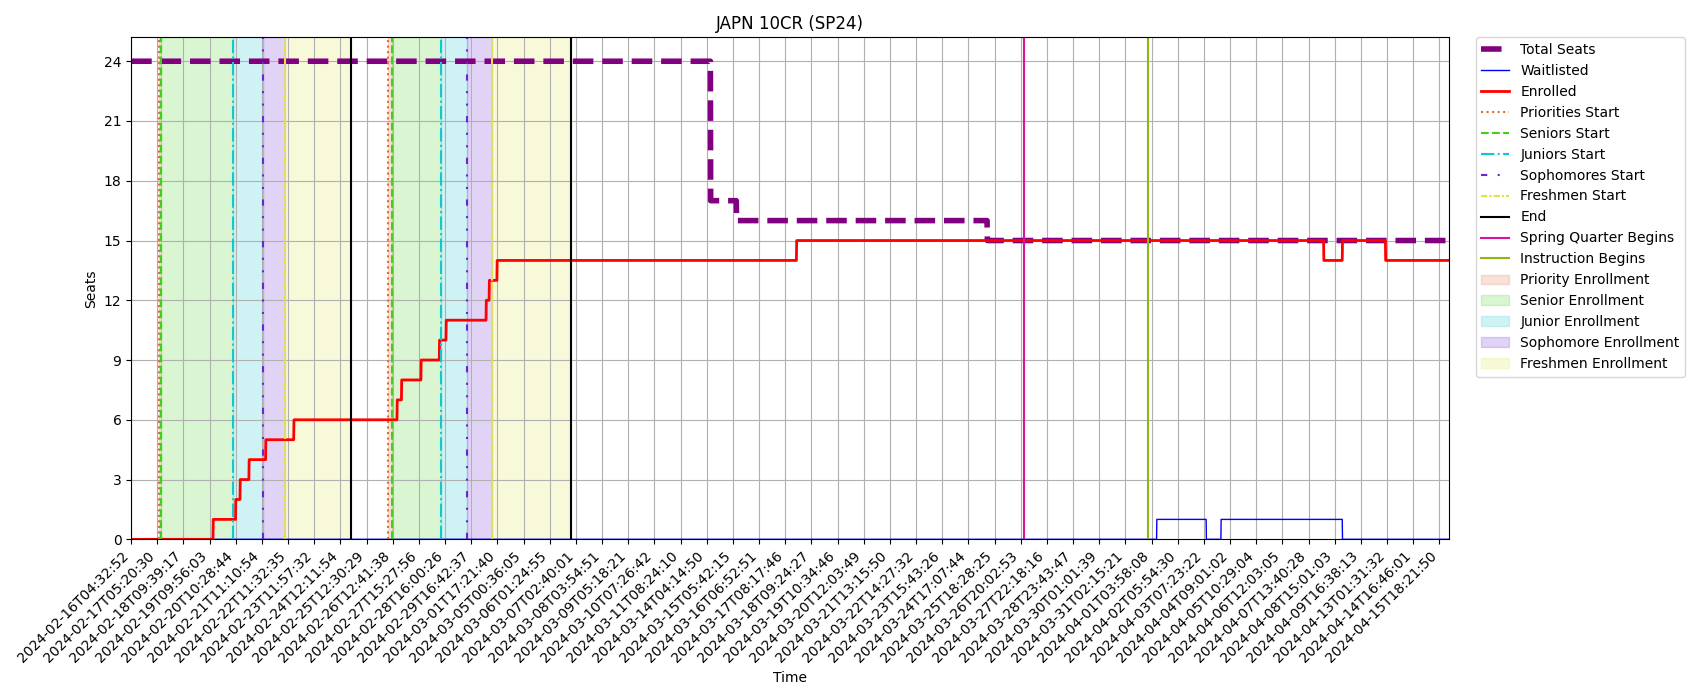 JAPN 10CR (SP24)
Seats
24
21
18
15
12
9
6
3
0
2024-02-16T04:32:52
2024-02-17T05:20:30
2024-02-18T09:39:17
2024-02-19T09:56:03
2024-02-20T10:28:44
2024-02-21T11:10:54
2024-02-22T11:32:35
2024-02-23T11:57:32
2024-02-24T12:11:54
2024-02-25T12:30:29
2024-02-26T12:41:38
2024-02-27T15:27:56
2024-02-28T16:00:26
2024-02-29T16:42:37
2024-03-01T17:21:40
2024-03-05T00:36:05
2024-03-06T01:24:55
2024-03-07T02:40:01
2024-03-08T03:54:51
2024-03-09T05:18:21
2024-03-10T07:26:42
2024-03-11T08:24:10
2024-03-14T04:14:50
2024-03-15T05:42:15
2024-03-16T06:52:51
2024-03-17T08:17:46
2024-03-18T09:24:27
2024-03-19T10:34:46
2024-03-20T12:03:49
2024-03-21T13:15:50
2024-03-22T14:27:32
2024-03-23T15:43:26
2024-03-24T17:07:44
2024-03-25T18:28:25
2024-03-26T20:02:53
2024-03-27T22:18:16
2024-03-28T23:43:47
2024-03-30T01:01:39
2024-03-31T02:15:21
2024-04-01T03:58:08
2024-04-02T05:54:30
2024-04-03T07:23:22
2024-04-04T09:01:02
2024-04-05T10:29:04
2024-04-06T12:03:05
2024-04-07T13:40:28
2024-04-08T15:01:03
2024-04-09T16:38:13
2024-04-13T01:31:32
2024-04-14T16:46:01
2024-04-15T18:21:50
Time
Total Seats
Waitlisted
Enrolled
Priorities Start
Seniors Start
Juniors Start
Sophomores Start
Freshmen Start
End
Spring Quarter Begins
Instruction Begins
Priority Enrollment
Senior Enrollment
Junior Enrollment
Sophomore Enrollment
Freshmen Enrollment